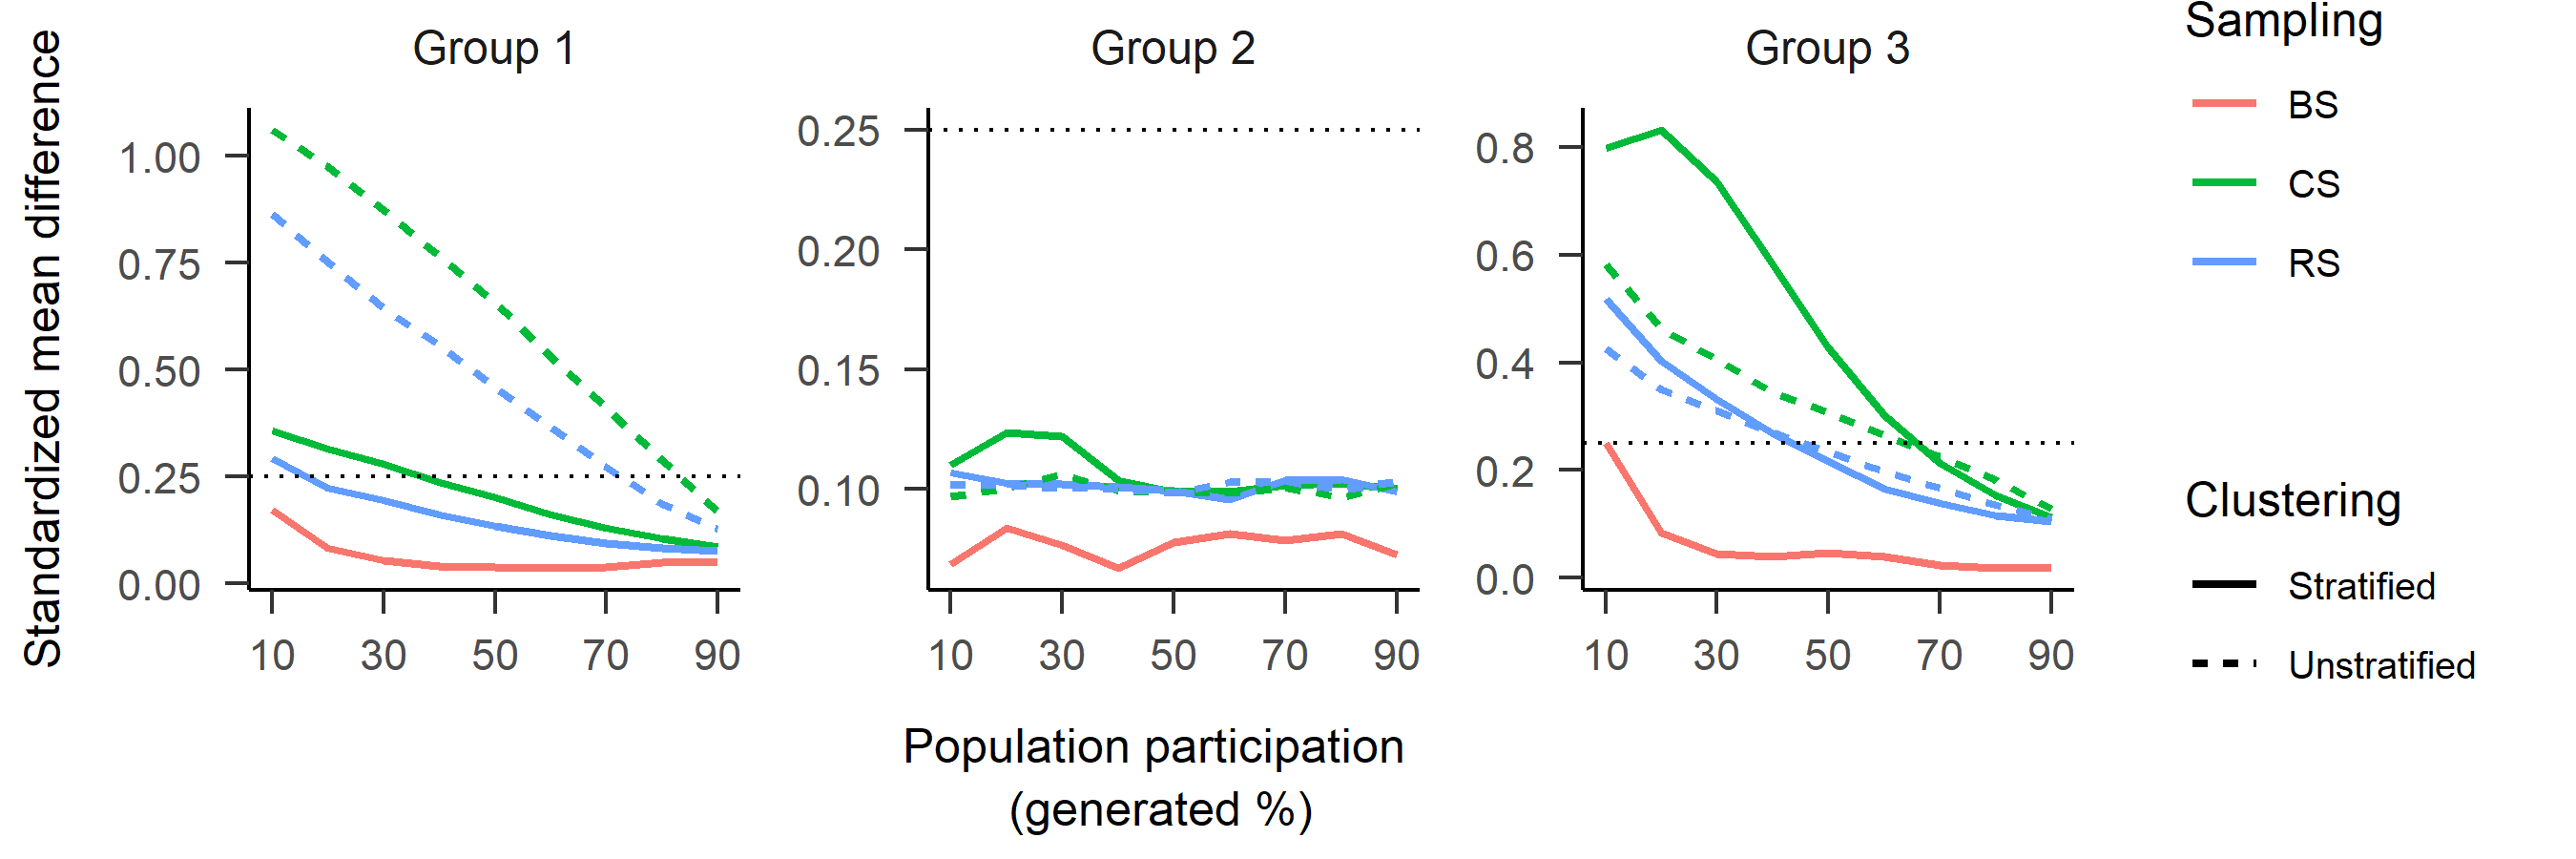 Group 1
Group 2
Group 3
Standardized mean difference
1.00
0.75
0.50
0.25
0.00
10 30 50 70 90
0.25
0.20
0.15
0.10
10 30 50 70 90
0.8
0.6
0.4
0.2
0.0
10 30 50 70 90
Population participation
(generated %)
Sampling
BS
CS
RS
Clustering
Stratified
Unstratified